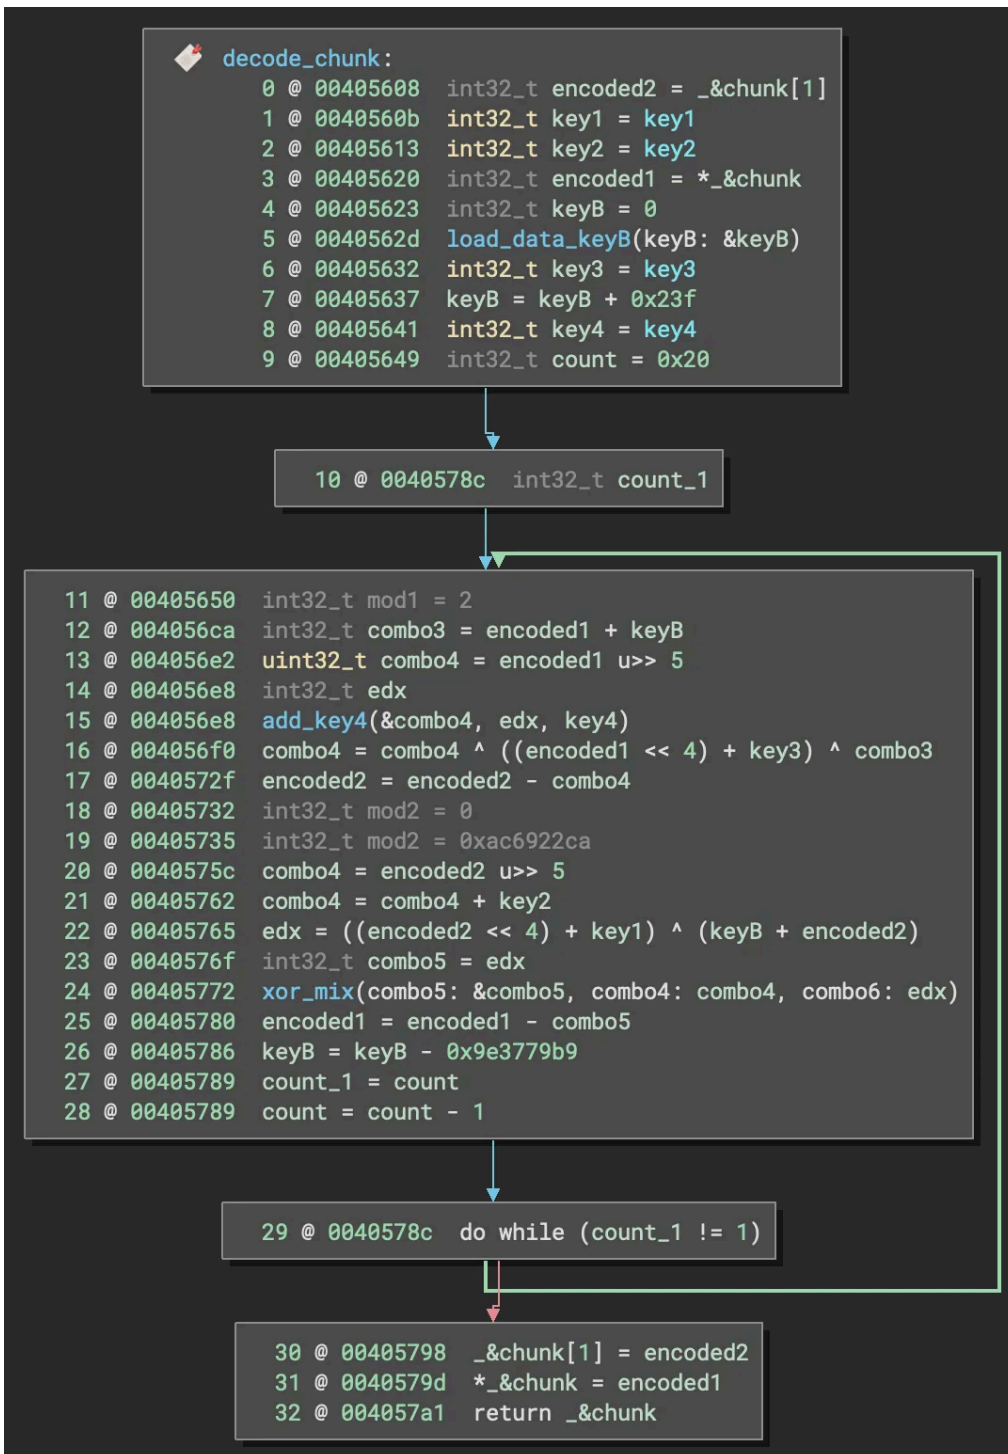 decode_chunk:
0 @ 00405608 int32_t encoded2 = _&chunk[1]
1 @ 0040560b int32_t key1 = key1
2 @ 00405613 int32_t key2 = key2
3 @ 00405620 int32_t encoded1 = *_&chunk
4 @ 00405623 int32_t keyB = 0
5 @ 0040562d load_data_keyB(keyB: &keyB)
6 @ 00405632 int32_t key3 = key3
7 @ 00405637 keyB = keyB + 0x23f
8 @ 00405641 int32_t key4 = key4
9 @ 00405649 int32_t count = 0x20
10 @ 0040578c int32_t count_1
11 @ 00405650 int32_t mod1 = 2
12 @ 004056ca int32_t combo3 = encoded1 + keyB
13 @ 004056e2 uint32_t combo4 = encoded1 u>> 5
14 @ 004056e8 int32_t edx
15 @ 004056e8 add_key4(&combo4, edx, key4)
16 @ 004056f0 combo4 = combo4 ^ ((encoded1 << 4) + key3) ^ combo3
17 @ 0040572f encoded2 = encoded2 - combo4
18 @ 00405732 int32_t mod2 = 0
19 @ 00405735 int32_t mod2 = 0xac6922ca
20 @ 0040575c combo4 = encoded2 u>> 5
21 @ 00405762 combo4 = combo4 + key2
22 @ 00405765 edx = ((encoded2 << 4) + key1) ^ (keyB + encoded2)
23 @ 0040576f int32_t combo5 = edx
24 @ 00405772 xor_mix(combo5: &combo5, combo4: combo4, combo6: edx)
25 @ 00405780 encoded1 = encoded1 - combo5
26 @ 00405786 keyB = keyB - 0x9e3779b9
27 @ 00405789 count_1 = count
28 @ 00405789 count = count - 1
29 @ 0040578c do while (count_1 != 1)
30 @ 00405798 _&chunk[1] = encoded2
31 @ 0040579d *_&chunk = encoded1
32 @ 004057a1 return _&chunk